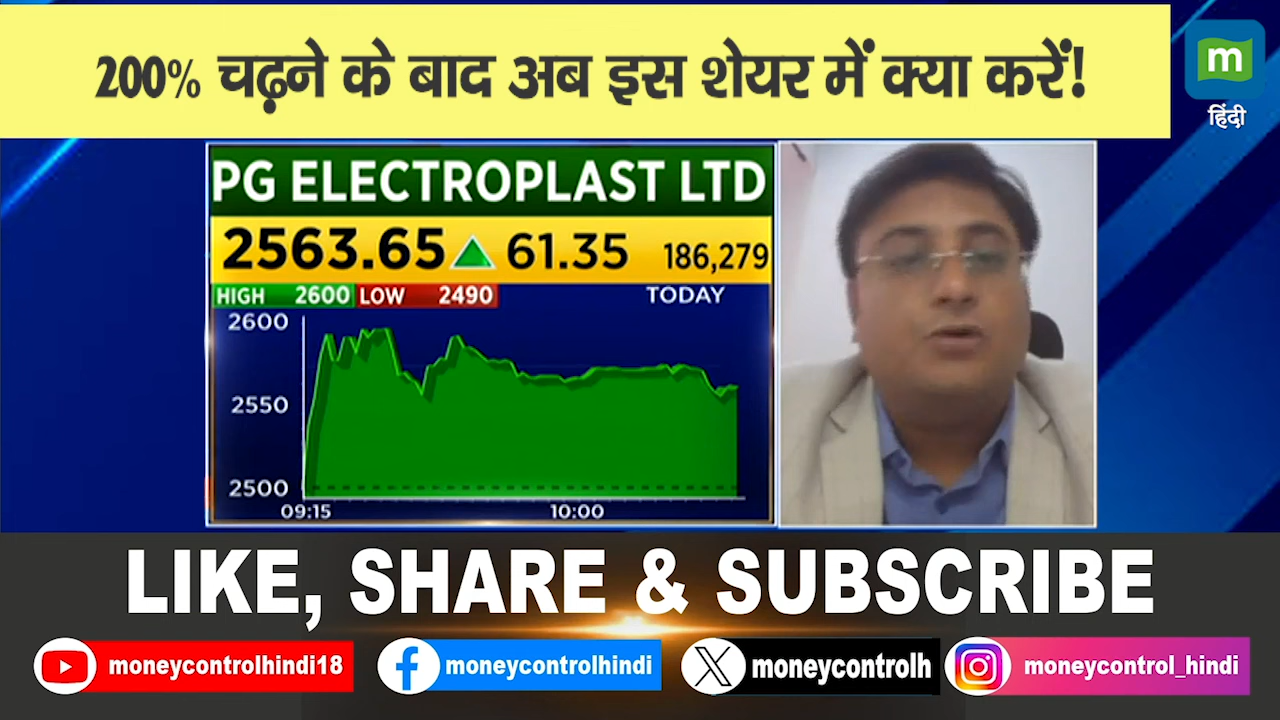 200% चढ़ने के बाद अब इस शेयर में क्या करें!
m
हिंदी
PG ELECTROPLAST LTD
2563.65 61.35 186,279
HIGH 2600 LOW 2490 TODAY
2600
2550
2500
09:15 10:00
LIKE, SHARE & SUBSCRIBE
moneycontrolhindi18 moneycontrolhindi moneycontrolh moneycontrol_hindi